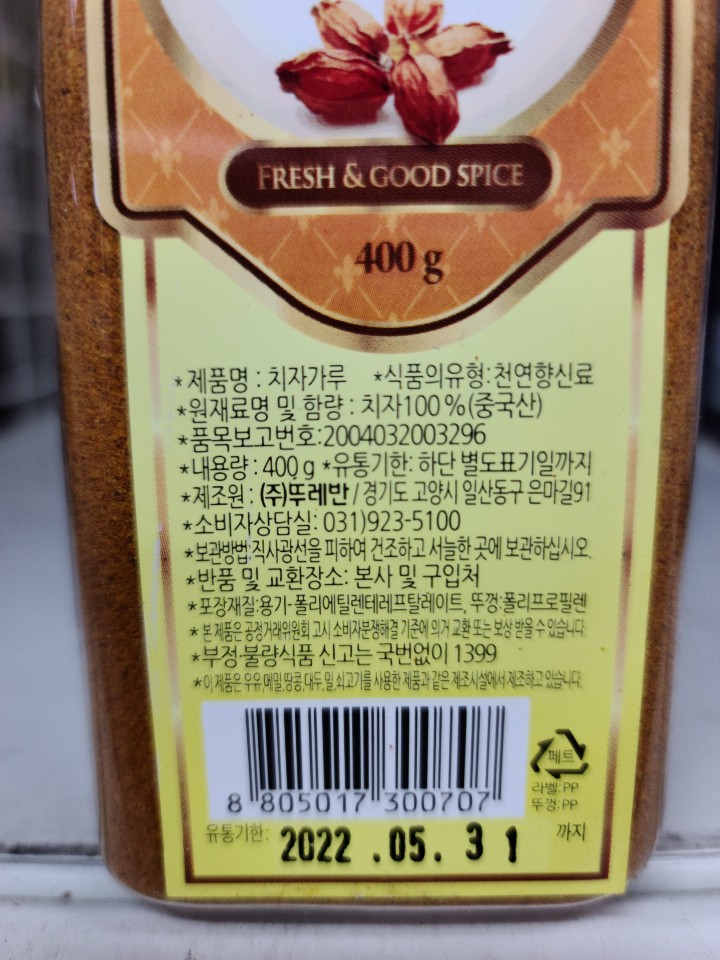 FRESH & GOOD SPICE
400 g
*제품명 : 치자가루 *식품의유형:천연향신료
*원재료명 및 함량 : 치자100%(중국산)
*품목보고번호:2004032003296
*내용량 : 400g *유통기한: 하단 별도표기일까지
*제조원 : (주)뚜레반 / 경기도 고양시 일산동구 은마길91
*소비자상담실: 031)923-5100
*보관방법:직사광선을 피하여 건조하고 서늘한 곳에 보관하십시오.
*반품 및 교환장소: 본사 및 구입처
*포장재질:용기-폴리에틸렌테레프탈레이트, 뚜껑:폴리프로필렌
*본 제품은 공정거래위원회 고시 소비자분쟁해결 기준에 의거 교환 또는 보상 받을 수 있습니다.
*부정·불량식품 신고는 국번없이 1399
*이 제품은 우유,메밀,땅콩,대두,밀,쇠고기를 사용한 제품과 같은 제조시설에서 제조하고 있습니다.
페트
라벨:PP
뚜껑:PP
8 805017 300707
유통기한: 2022 .05. 3 1 까지